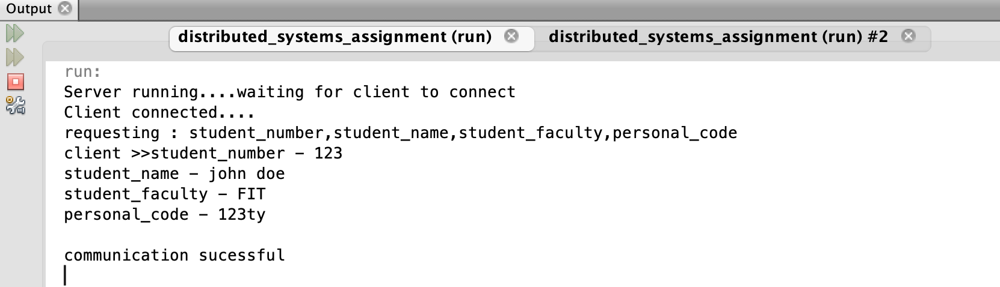 Output
distributed_systems_assignment (run) distributed_systems_assignment (run) #2
run:
Server running....waiting for client to connect
Client connected....
requesting : student_number,student_name,student_faculty,personal_code
client >>student_number – 123
student_name – john doe
student_faculty – FIT
personal_code – 123ty
communication sucessful